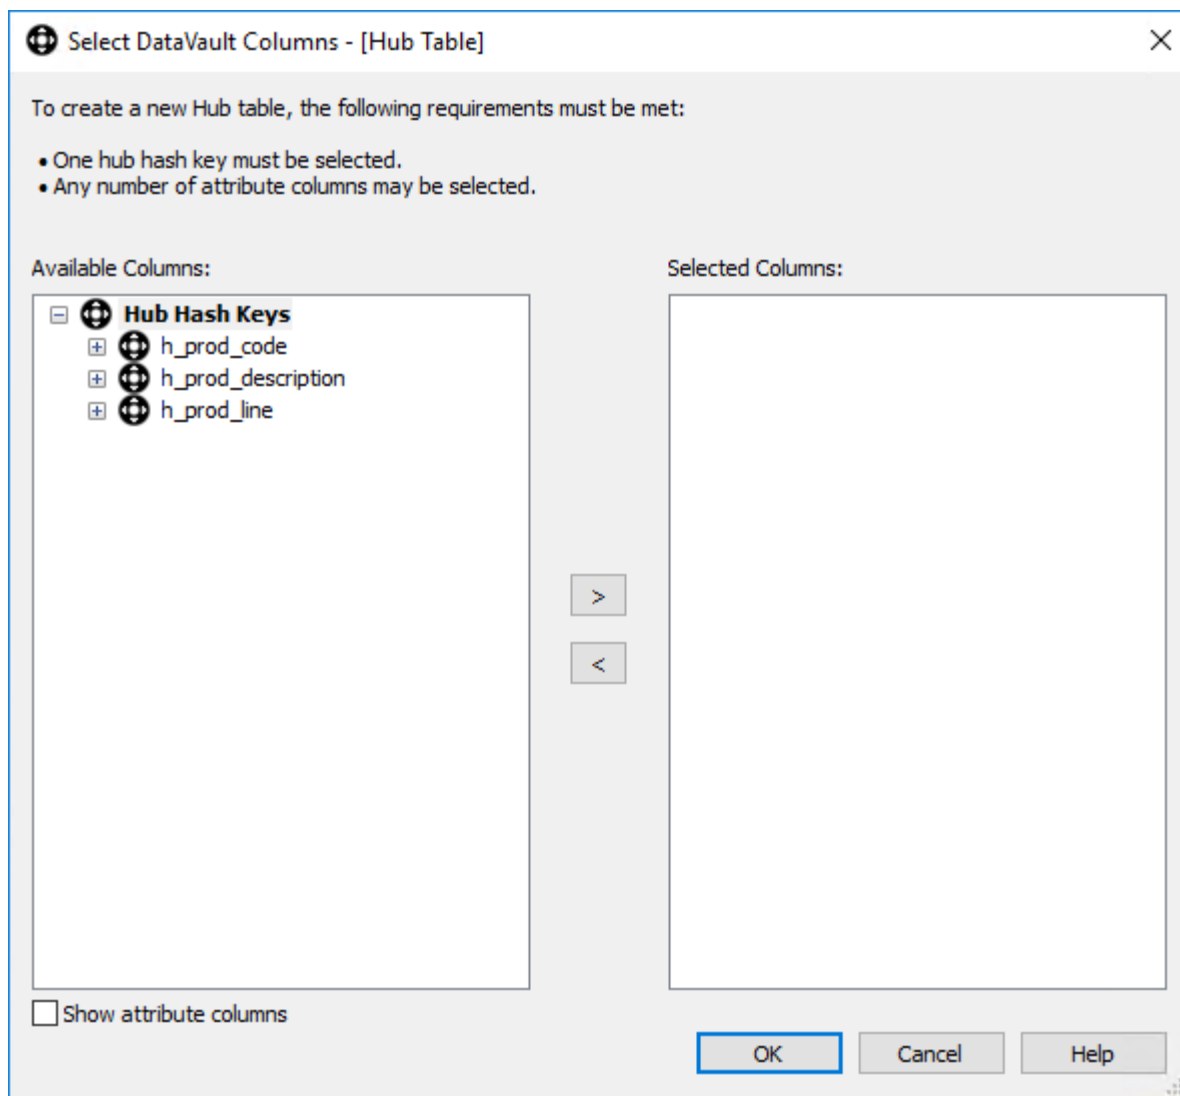 Select DataVault Columns - [Hub Table]
To create a new Hub table, the following requirements must be met:
• One hub hash key must be selected.
• Any number of attribute columns may be selected.
Available Columns:
Selected Columns:
Hub Hash Keys
h_prod_code
h_prod_description
h_prod_line
>
<
Show attribute columns
OK
Cancel
Help